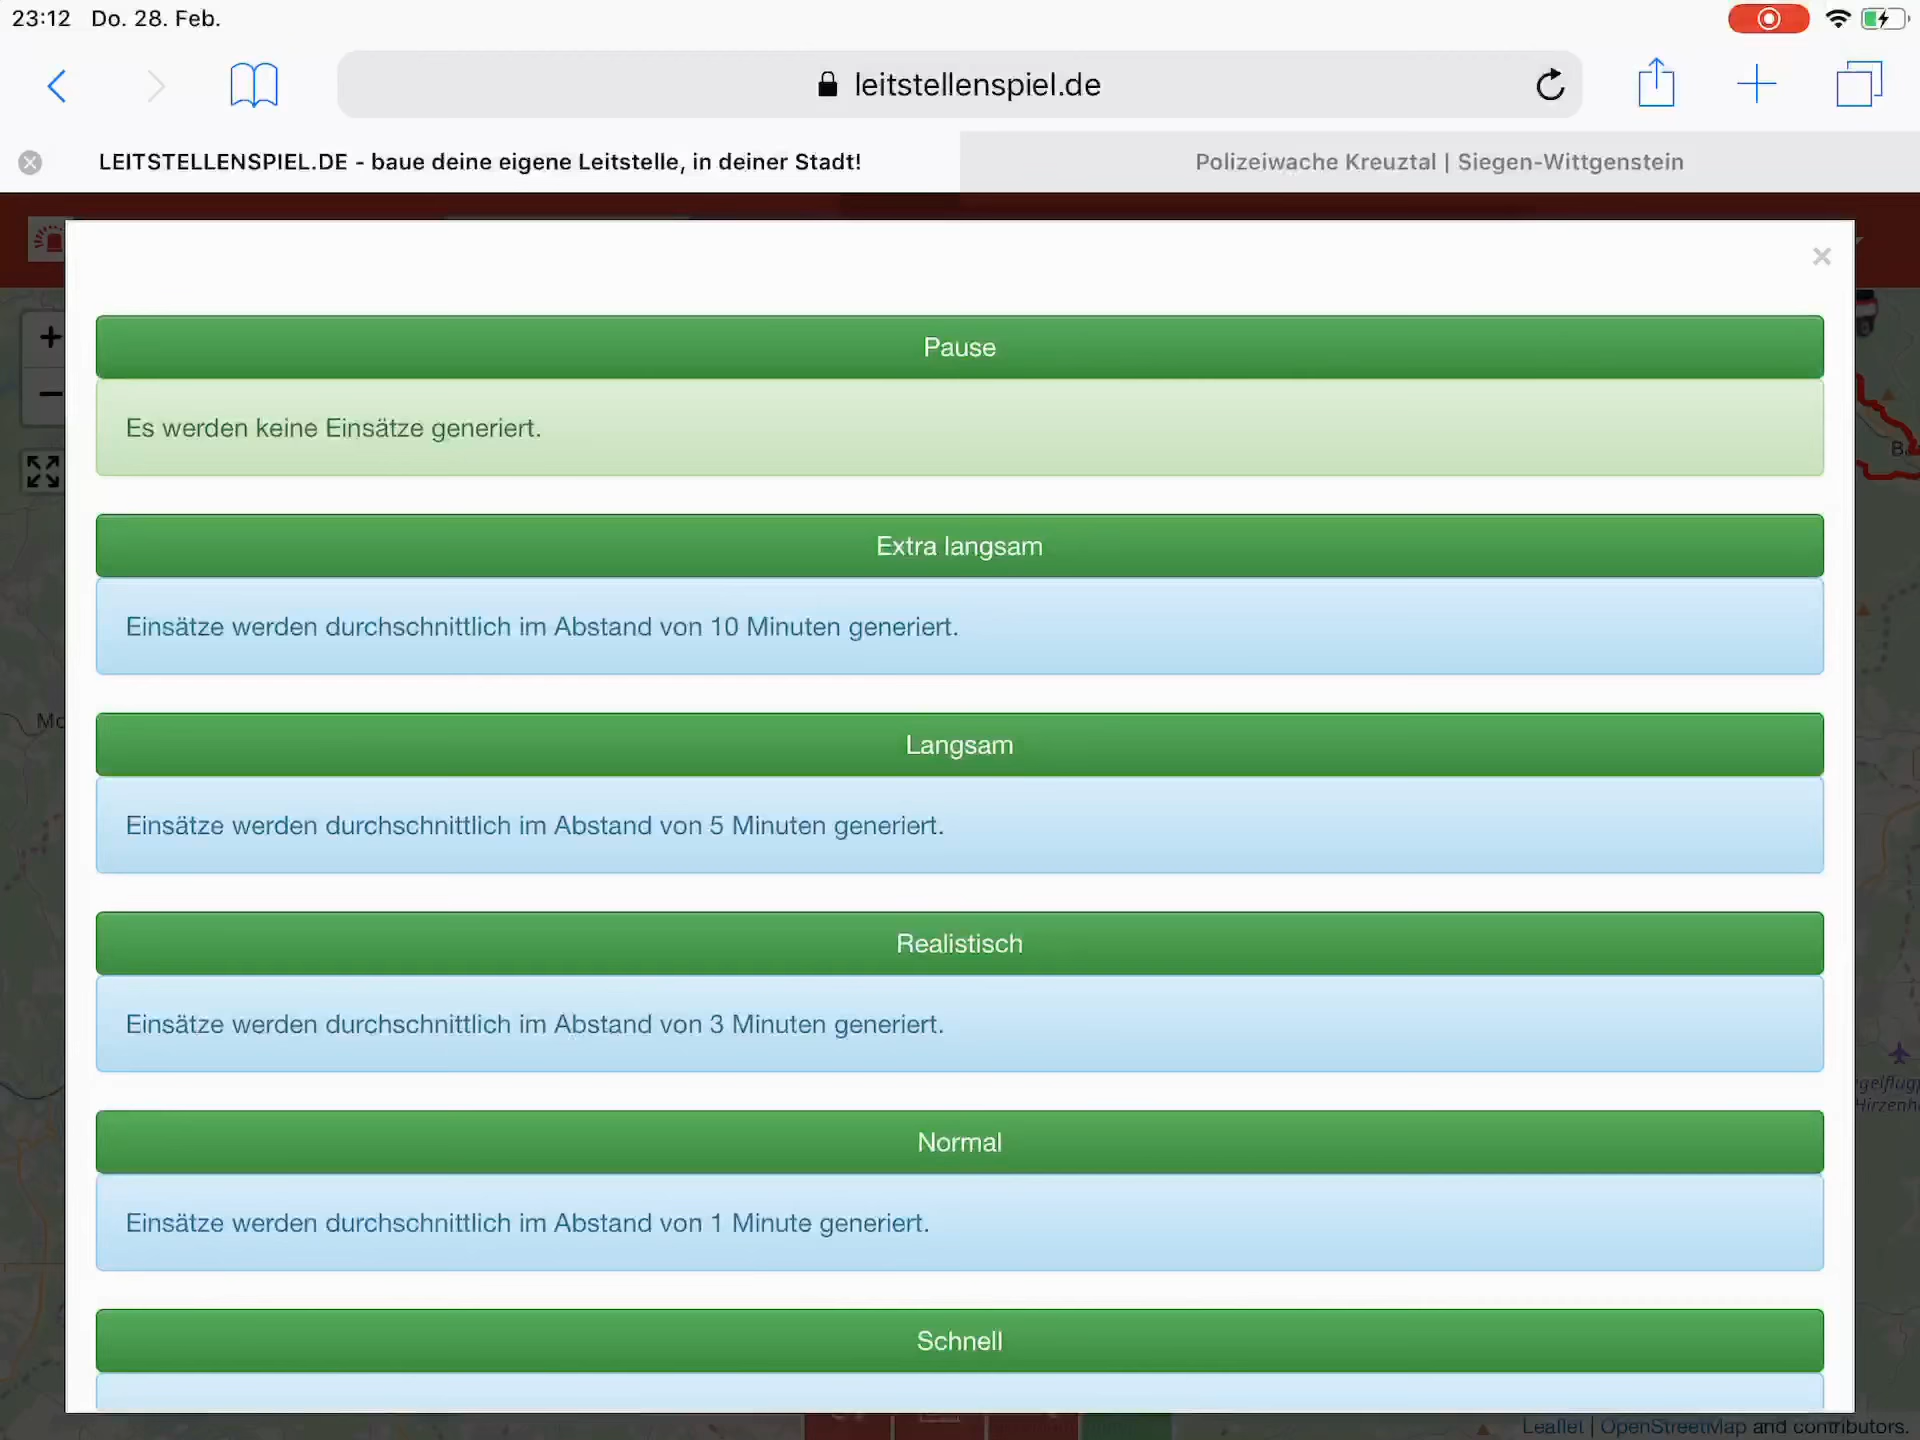 23:12 Do. 28. Feb.
leitstellenspiel.de
LEITSTELLENSPIEL.DE - baue deine eigene Leitstelle, in deiner Stadt!
Polizeiwache Kreuztal | Siegen-Wittgenstein
Pause
Es werden keine Einsätze generiert.
Extra langsam
Einsätze werden durchschnittlich im Abstand von 10 Minuten generiert.
Langsam
Einsätze werden durchschnittlich im Abstand von 5 Minuten generiert.
Realistisch
Einsätze werden durchschnittlich im Abstand von 3 Minuten generiert.
Normal
Einsätze werden durchschnittlich im Abstand von 1 Minute generiert.
Schnell
Leaflet | OpenStreetMap and contributors.